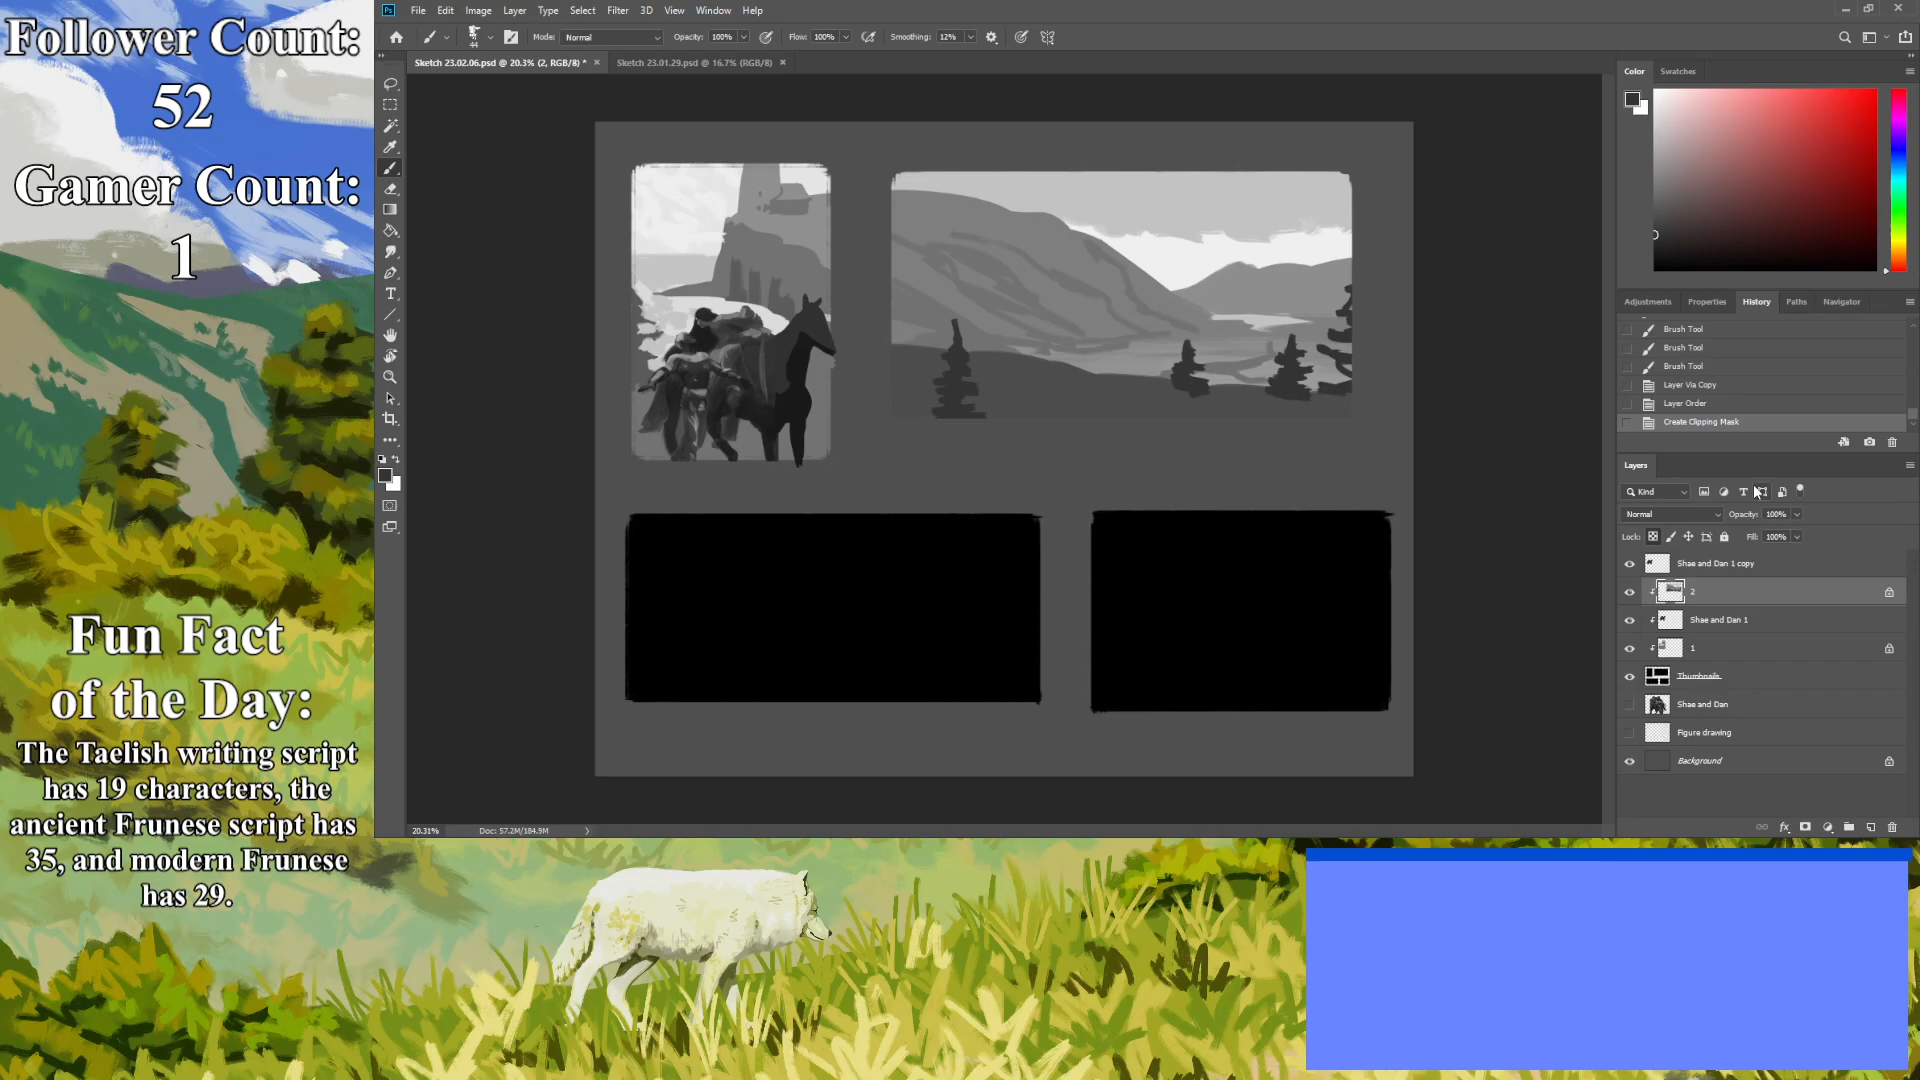 Follower Count:
52
Gamer Count:
1
Fun Fact
of the Day:
The Taelish writing script
has 19 characters, the
ancient Frunese script has
35, and modern Frunese
has 29.
Ps File Edit Image Layer Type Select Filter 3D View Window Help
44 Mode: Normal Opacity: 100% Flow: 100% Smoothing: 12%
Sketch 23.02.06.psd @ 20.3% (2, RGB/8) * × Sketch 23.01.29.psd @ 16.7% (RGB/8) ×
Color Swatches
Adjustments Properties History Paths Navigator
Brush Tool
Brush Tool
Brush Tool
Layer Via Copy
Layer Order
Create Clipping Mask
Layers
Kind
Normal Opacity: 100%
Lock: Fill: 100%
Shae and Dan 1 copy
2
Shae and Dan 1
1
Thumbnails
Shae and Dan
Figure drawing
Background
20.31% Doc: 57.2M/184.9M